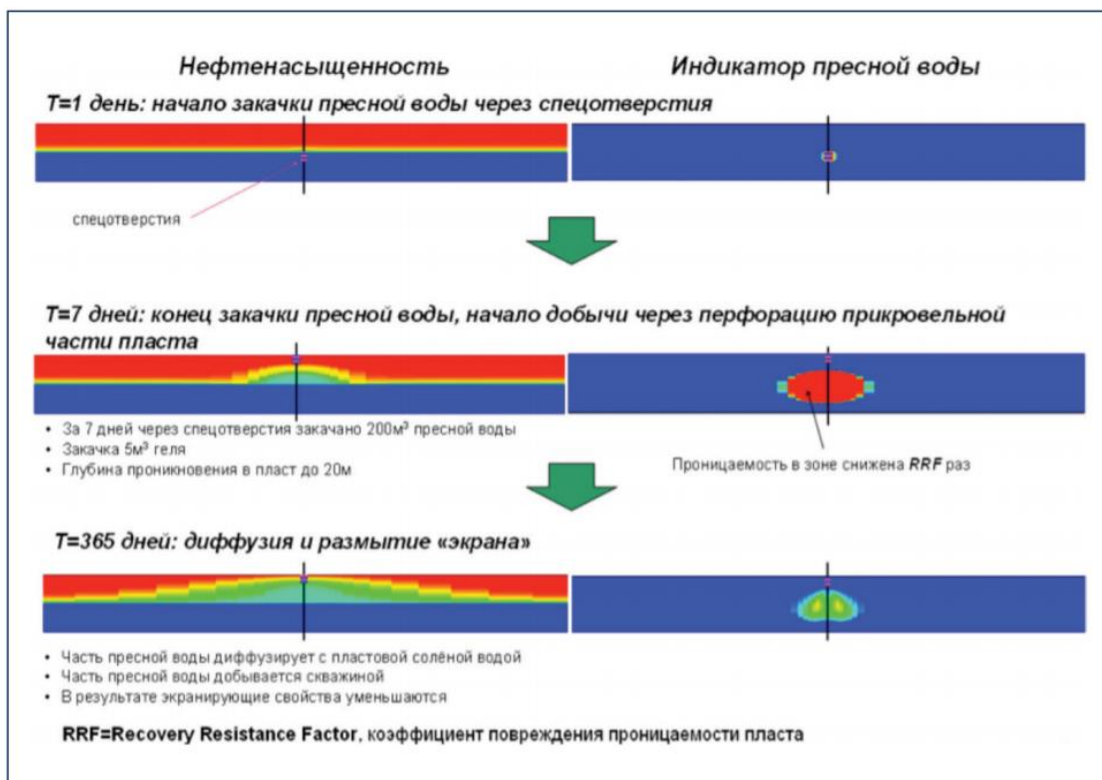 Нефтенасыщенность
Индикатор пресной воды
T=1 день: начало закачки пресной воды через спецотверстия
спецотверстия
T=7 дней: конец закачки пресной воды, начало добычи через перфорацию прикровельной
части пласта
• За 7 дней через спецотверстия закачано 200м³ пресной воды
• Закачка 5м³ геля
• Глубина проникновения в пласт до 20м
Проницаемость в зоне снижена RRF раз
T=365 дней: диффузия и размытие «экрана»
• Часть пресной воды диффузирует с пластовой солёной водой
• Часть пресной воды добывается скважиной
• В результате экранирующие свойства уменьшаются
RRF=Recovery Resistance Factor, коэффициент повреждения проницаемости пласта